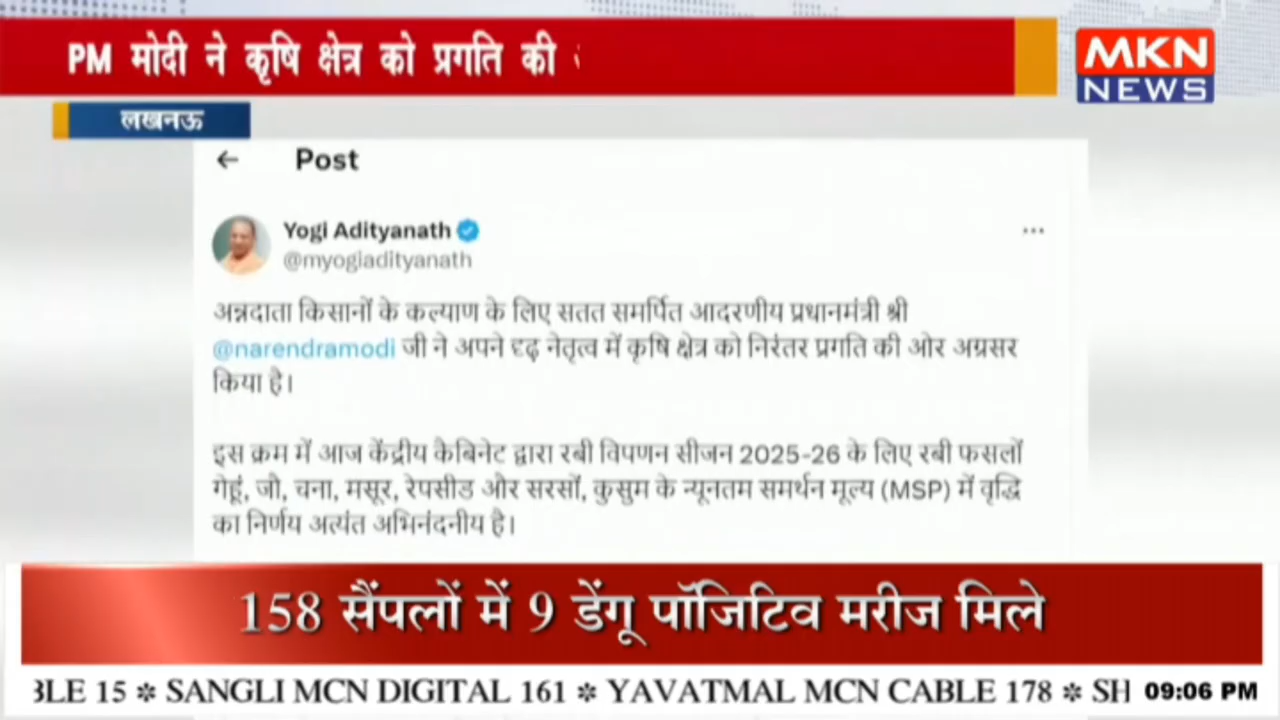 PM मोदी ने कृषि क्षेत्र को प्रगति की
MKN
NEWS
लखनऊ
← Post
Yogi Adityanath
@myogiadityanath
अन्नदाता किसानों के कल्याण के लिए सतत समर्पित आदरणीय प्रधानमंत्री श्री
@narendramodi जी ने अपने दृढ़ नेतृत्व में कृषि क्षेत्र को निरंतर प्रगति की ओर अग्रसर
किया है।
इस क्रम में आज केंद्रीय कैबिनेट द्वारा रबी विपणन सीजन 2025-26 के लिए रबी फसलों
गेहूं, जौ, चना, मसूर, रेपसीड और सरसों, कुसुम के न्यूनतम समर्थन मूल्य (MSP) में वृद्धि
का निर्णय अत्यंत अभिनंदनीय है।
158 सैंपलों में 9 डेंगू पॉजिटिव मरीज मिले
BLE 15 ✼ SANGLI MCN DIGITAL 161 ✼ YAVATMAL MCN CABLE 178 ✼ SH 09:06 PM